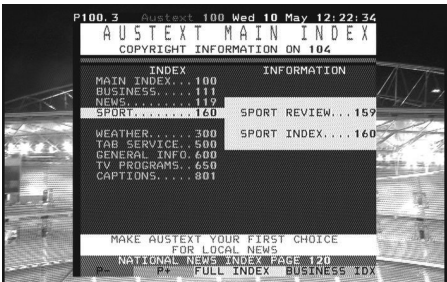 P100.3 Austext 100 Wed 10 May 12:22:34
AUSTEXT MAIN INDEX
COPYRIGHT INFORMATION ON 104
INDEX INFORMATION
MAIN INDEX...100
BUSINESS.....111
NEWS.........119
SPORT........160 SPORT REVIEW...159
WEATHER......300 SPORT INDEX....160
TAB SERVICE..500
GENERAL INFO.600
TV PROGRAMS..650
CAPTIONS.....801
MAKE AUSTEXT YOUR FIRST CHOICE
FOR LOCAL NEWS
NATIONAL NEWS INDEX PAGE 120
P- P+ FULL INDEX BUSINESS IDX